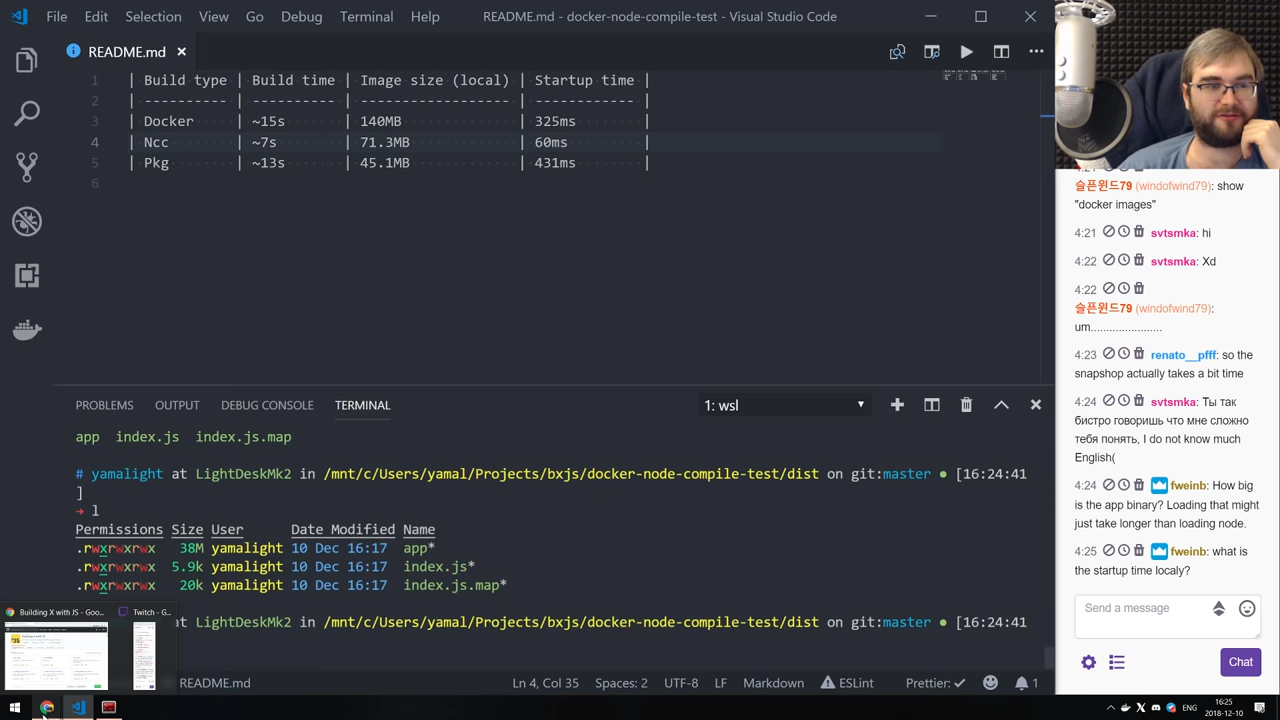 File Edit Selection View Go Debug Terminal Help README.md - docker-node-compile-test - Visual Studio Code
README.md
1 | Build type | Build time | Image size (local) | Startup time |
2 | ---------- | ---------- | ------------------ | ------------ |
3 | Docker | ~15s | 40MB | 325ms |
4 | Ncc | ~7s | 3MB | 60ms |
5 | Pkg | ~13s | 45.1MB | 431ms |
6
PROBLEMS OUTPUT DEBUG CONSOLE TERMINAL 1: wsl
app index.js index.js.map
# yamalight at LightDeskMk2 in /mnt/c/Users/yamal/Projects/bxjs/docker-node-compile-test/dist on git:master ● [16:24:41
]
➜ l
Permissions Size User Date Modified Name
.rwxrwxrwx 38M yamalight 10 Dec 16:17 app*
.rwxrwxrwx 5.9k yamalight 10 Dec 16:17 index.js*
.rwxrwxrwx 20k yamalight 10 Dec 16:17 index.js.map*
Building X with JS - Goo... Twitch - G...
at LightDeskMk2 in /mnt/c/Users/yamal/Projects/bxjs/docker-node-compile-test/dist on git:master ● [16:24:41
README.md Spaces: 2 UTF-8 LF ESLint 1
슬픈윈드79 (windofwind79): show
"docker images"
4:21 svtsmka: hi
4:22 svtsmka: Xd
4:22
슬픈윈드79 (windofwind79):
um.......................
4:23 renato__pfff: so the
snapshop actually takes a bit time
4:24 svtsmka: Ты так
бистро говоришь что мне сложно
тебя понять, I do not know much
English(
4:24 fweinb: How big
is the app binary? Loading that might
just take longer than loading node.
4:25 fweinb: what is
the startup time localy?
Send a message
Chat
ENG 16:25
2018-12-10